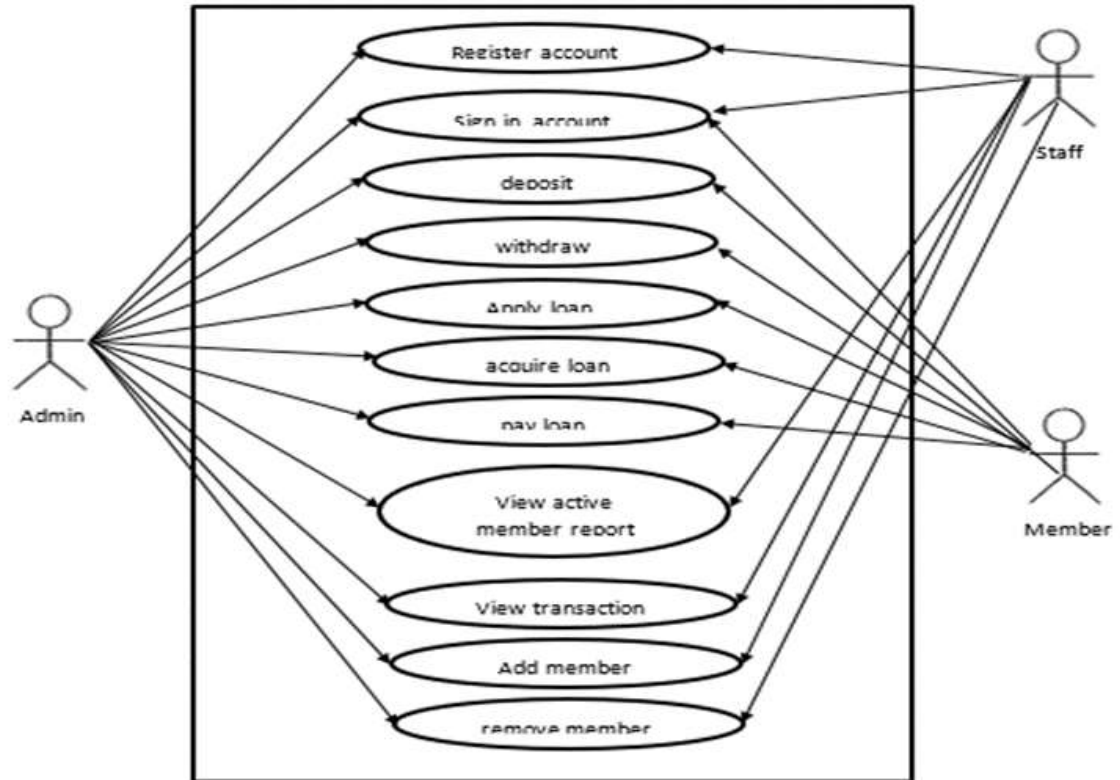 Register account
Sign in account
deposit
withdraw
Apply loan
acquire loan
pay loan
View active
member report
View transaction
Add member
remove member
Admin
Staff
Member